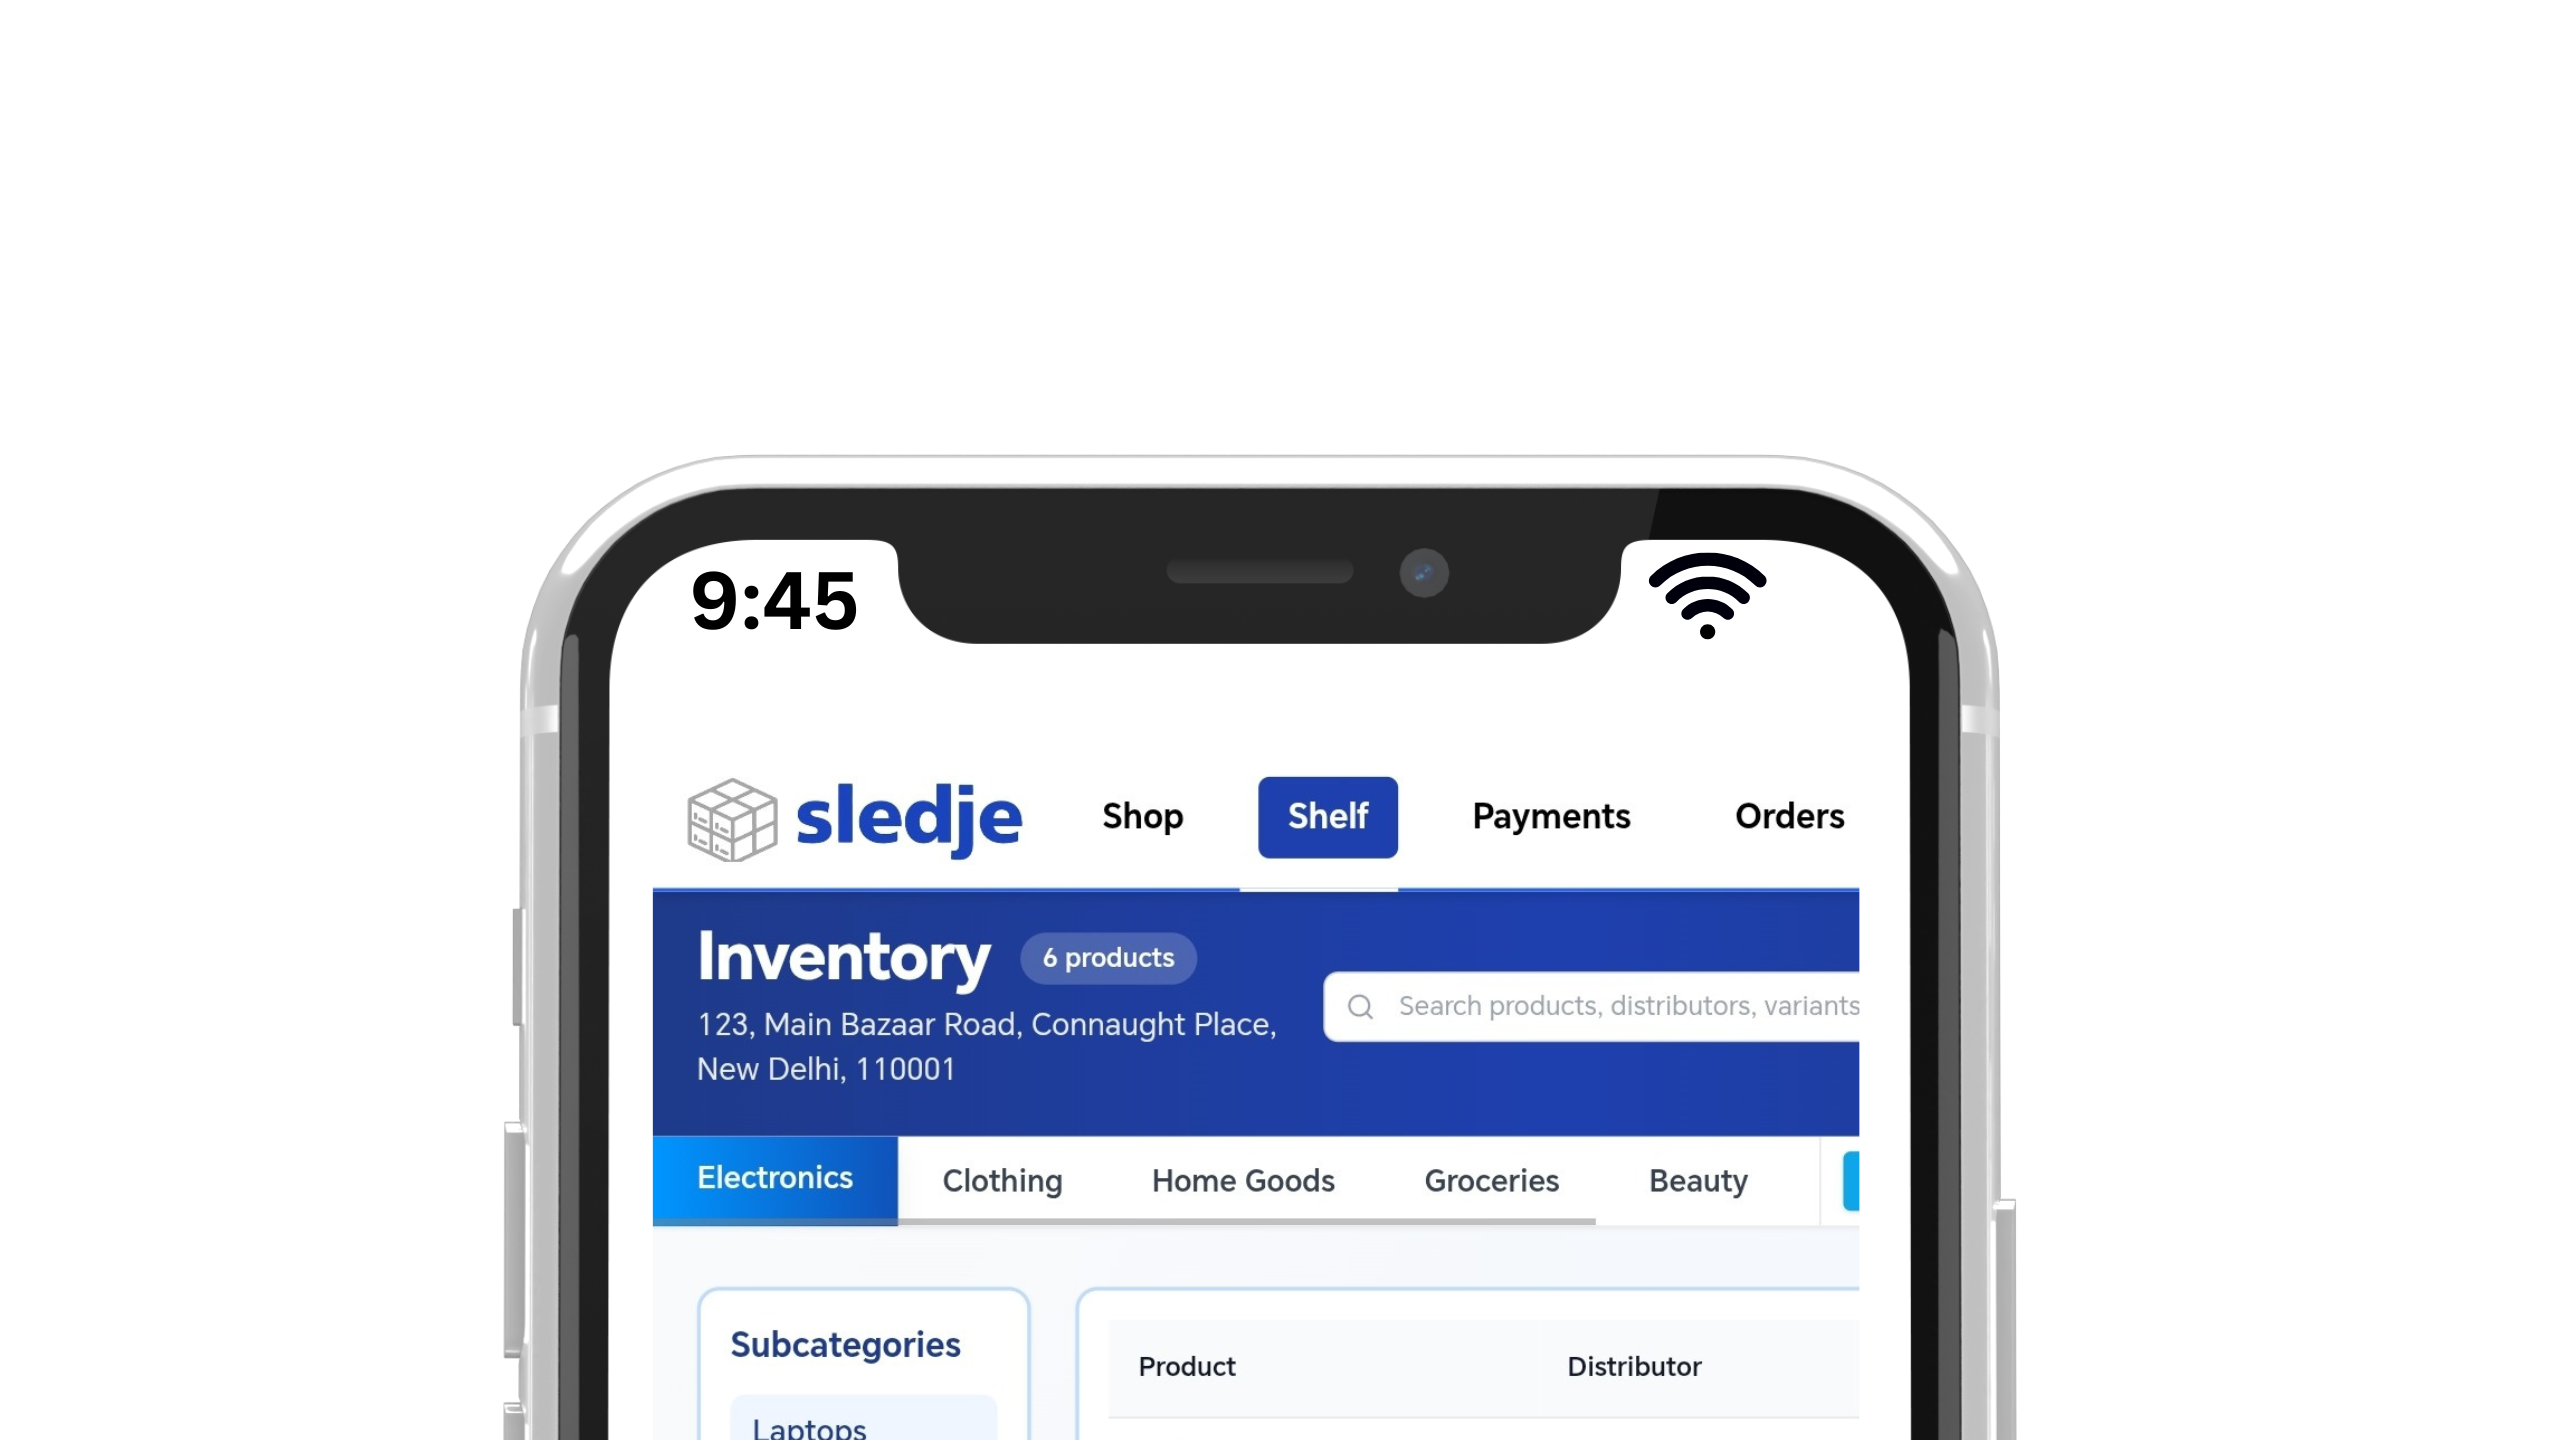 9:45
sledje Shop Shelf Payments Orders
Inventory 6 products
Search products, distributors, variants
123, Main Bazaar Road, Connaught Place,
New Delhi, 110001
Electronics Clothing Home Goods Groceries Beauty
Subcategories
Product Distributor
Laptops